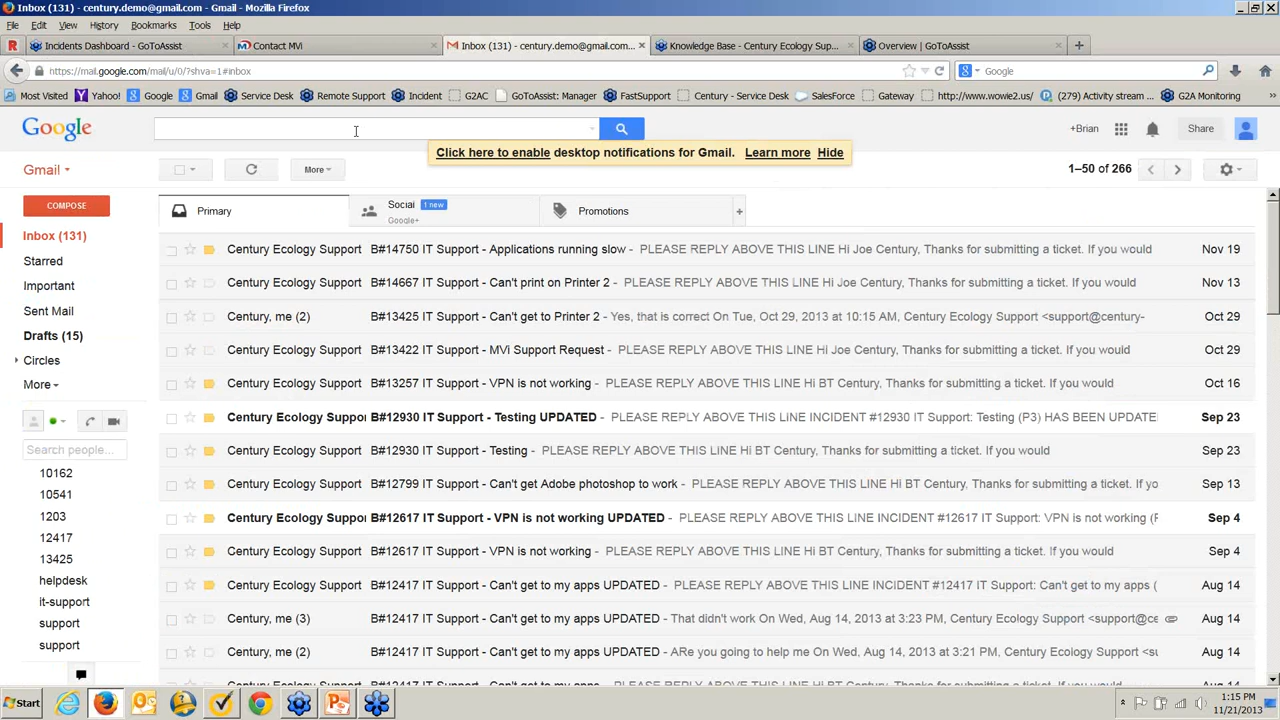 Inbox (131) - century.demo@gmail.com - Gmail - Mozilla Firefox
File Edit View History Bookmarks Tools Help
Incidents Dashboard - GoToAssist
Contact MVi
Inbox (131) - century.demo@gmail.com...
Knowledge Base - Century Ecology Sup...
Overview | GoToAssist
https://mail.google.com/mail/u/0/?shva=1#inbox
Google
Most Visited Yahoo! Google Gmail Service Desk Remote Support Incident G2AC GoToAssist: Manager FastSupport Century - Service Desk SalesForce Gateway http://www.wowie2.us/ (279) Activity stream ... G2A Monitoring
Google
+Brian
Share
Click here to enable desktop notifications for Gmail. Learn more Hide
Gmail
More
1–50 of 266
COMPOSE
Inbox (131)
Starred
Important
Sent Mail
Drafts (15)
Circles
More
Search people...
10162
10541
1203
12417
13425
helpdesk
it-support
support
support
Primary
Social 1 new
Google+
Promotions
Century Ecology Support B#14750 IT Support - Applications running slow - PLEASE REPLY ABOVE THIS LINE Hi Joe Century, Thanks for submitting a ticket. If you would Nov 19
Century Ecology Support B#14667 IT Support - Can't print on Printer 2 - PLEASE REPLY ABOVE THIS LINE Hi Joe Century, Thanks for submitting a ticket. If you would Nov 13
Century, me (2) B#13425 IT Support - Can't get to Printer 2 - Yes, that is correct On Tue, Oct 29, 2013 at 10:15 AM, Century Ecology Support <support@century- Oct 29
Century Ecology Support B#13422 IT Support - MVi Support Request - PLEASE REPLY ABOVE THIS LINE Hi Joe Century, Thanks for submitting a ticket. If you would Oct 29
Century Ecology Support B#13257 IT Support - VPN is not working - PLEASE REPLY ABOVE THIS LINE Hi BT Century, Thanks for submitting a ticket. If you would Oct 16
Century Ecology Suppor B#12930 IT Support - Testing UPDATED - PLEASE REPLY ABOVE THIS LINE INCIDENT #12930 IT Support: Testing (P3) HAS BEEN UPDATE Sep 23
Century Ecology Support B#12930 IT Support - Testing - PLEASE REPLY ABOVE THIS LINE Hi BT Century, Thanks for submitting a ticket. If you would Sep 23
Century Ecology Support B#12799 IT Support - Can't get Adobe photoshop to work - PLEASE REPLY ABOVE THIS LINE Hi BT Century, Thanks for submitting a ticket. If yo Sep 13
Century Ecology Suppor B#12617 IT Support - VPN is not working UPDATED - PLEASE REPLY ABOVE THIS LINE INCIDENT #12617 IT Support: VPN is not working (F Sep 4
Century Ecology Support B#12617 IT Support - VPN is not working - PLEASE REPLY ABOVE THIS LINE Hi BT Century, Thanks for submitting a ticket. If you would Sep 4
Century Ecology Support B#12417 IT Support - Can't get to my apps UPDATED - PLEASE REPLY ABOVE THIS LINE INCIDENT #12417 IT Support: Can't get to my apps ( Aug 14
Century, me (3) B#12417 IT Support - Can't get to my apps UPDATED - That didn't work On Wed, Aug 14, 2013 at 3:23 PM, Century Ecology Support <support@ce Aug 14
Century, me (2) B#12417 IT Support - Can't get to my apps UPDATED - ARe you going to help me On Wed, Aug 14, 2013 at 3:21 PM, Century Ecology Support <su Aug 14
Start
1:15 PM
11/21/2013